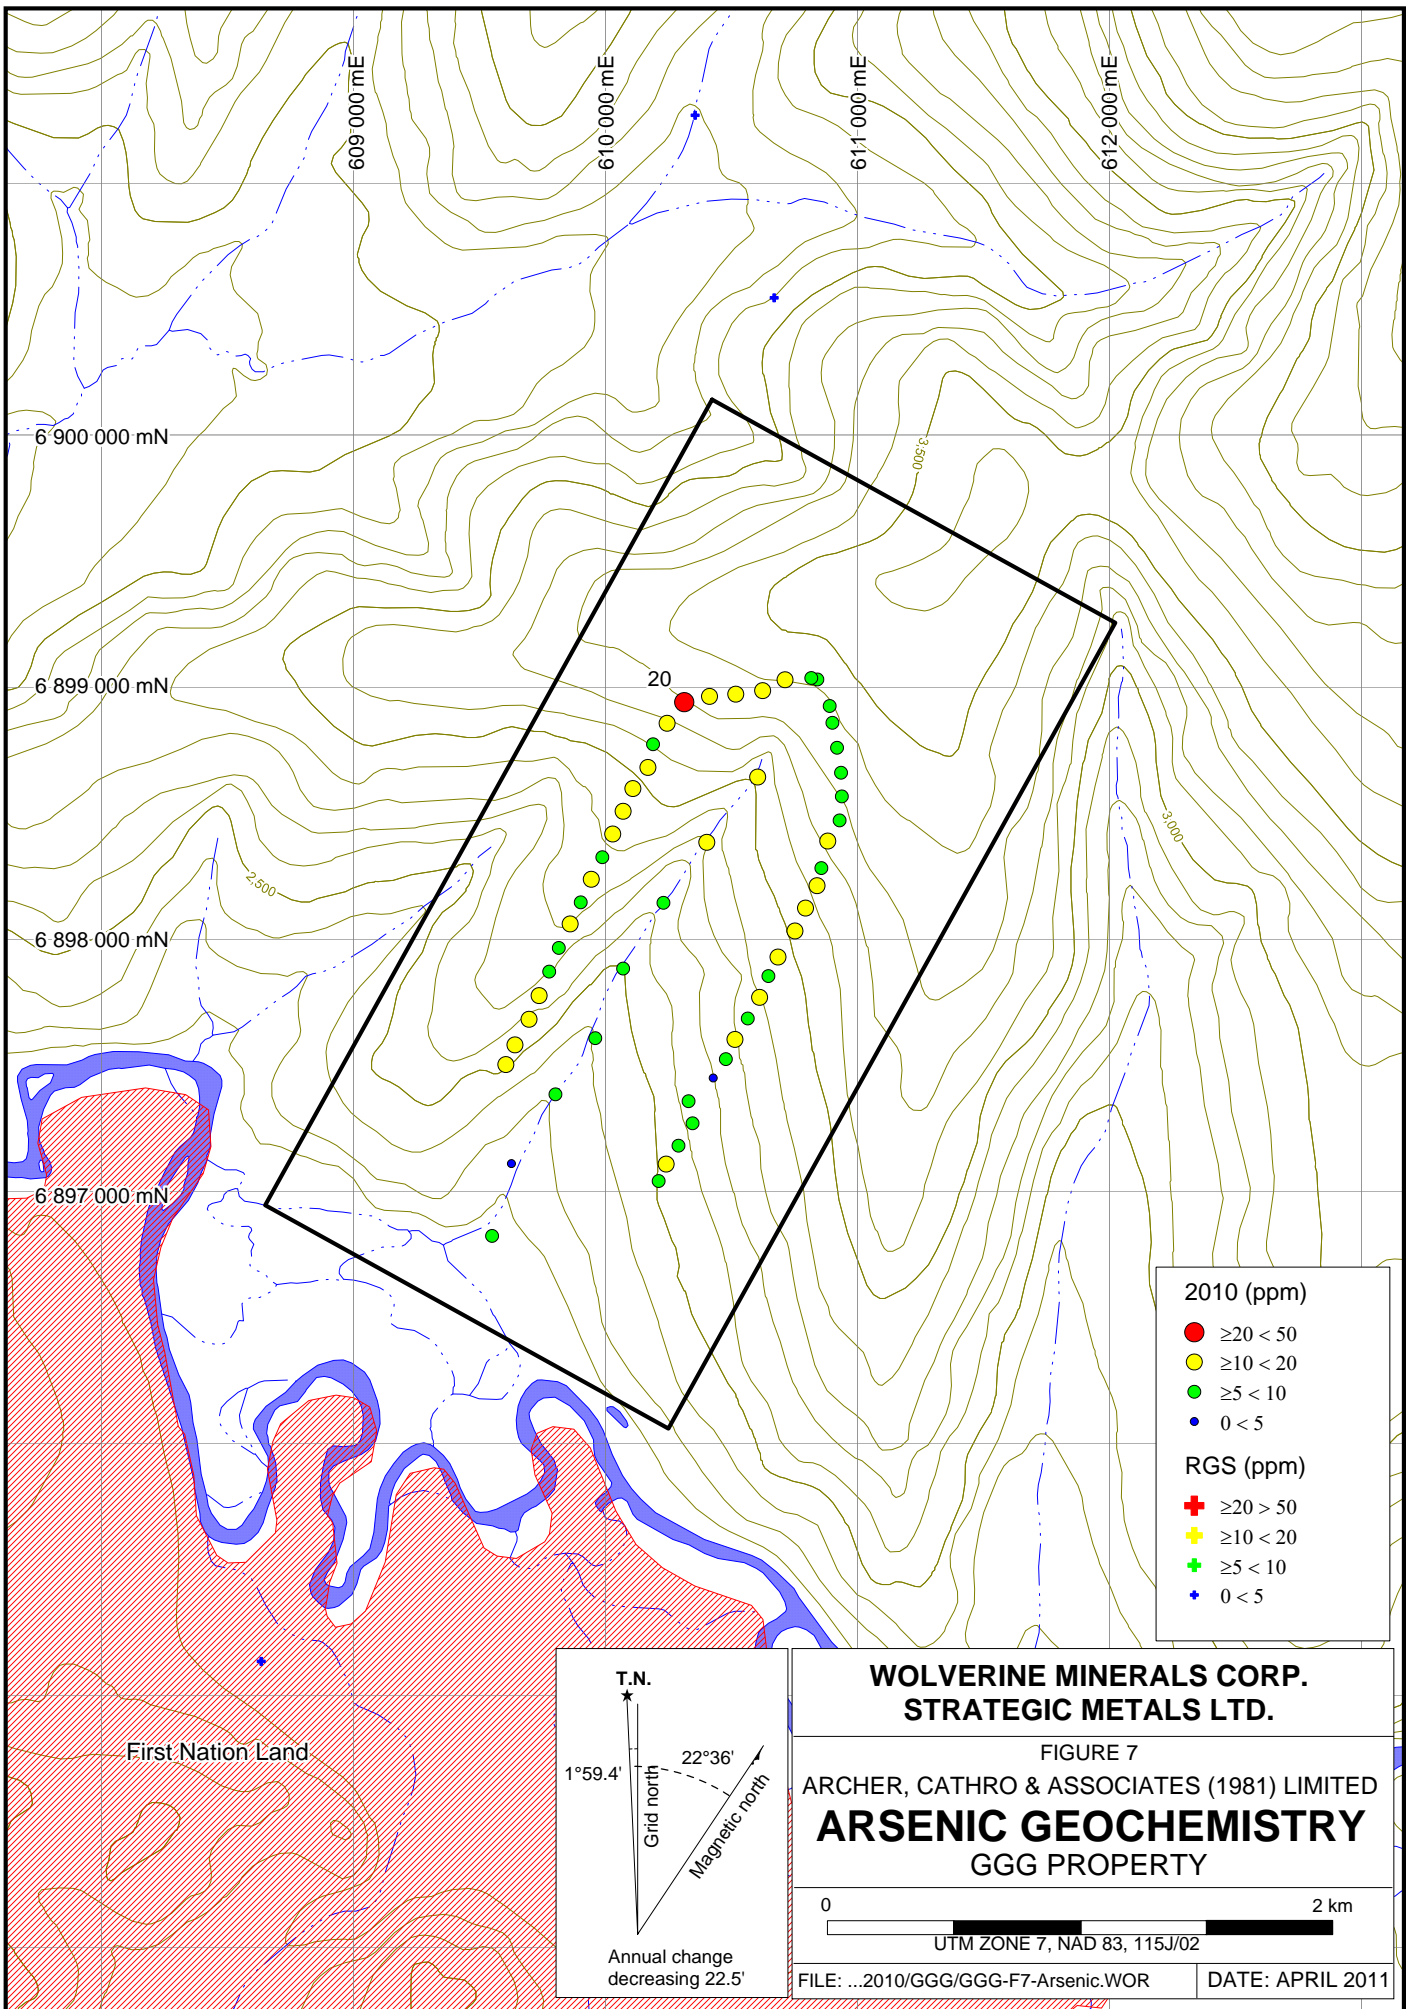 609 000 mE
610 000 mE
611 000 mE
612 000 mE
6 900 000 mN
3,500
20
6 899 000 mN
3,000
2,500
6 898 000 mN
6 897 000 mN
2010 (ppm)
≥20 < 50
≥10 < 20
≥5 < 10
0 < 5
RGS (ppm)
≥20 > 50
≥10 < 20
≥5 < 10
0 < 5
First Nation Land
T.N.
1°59.4'
22°36'
Grid north
Magnetic north
Annual change
decreasing 22.5'
WOLVERINE MINERALS CORP.
STRATEGIC METALS LTD.
FIGURE 7
ARCHER, CATHRO & ASSOCIATES (1981) LIMITED
ARSENIC GEOCHEMISTRY
GGG PROPERTY
0 2 km
UTM ZONE 7, NAD 83, 115J/02
FILE: ...2010/GGG/GGG-F7-Arsenic.WOR
DATE: APRIL 2011